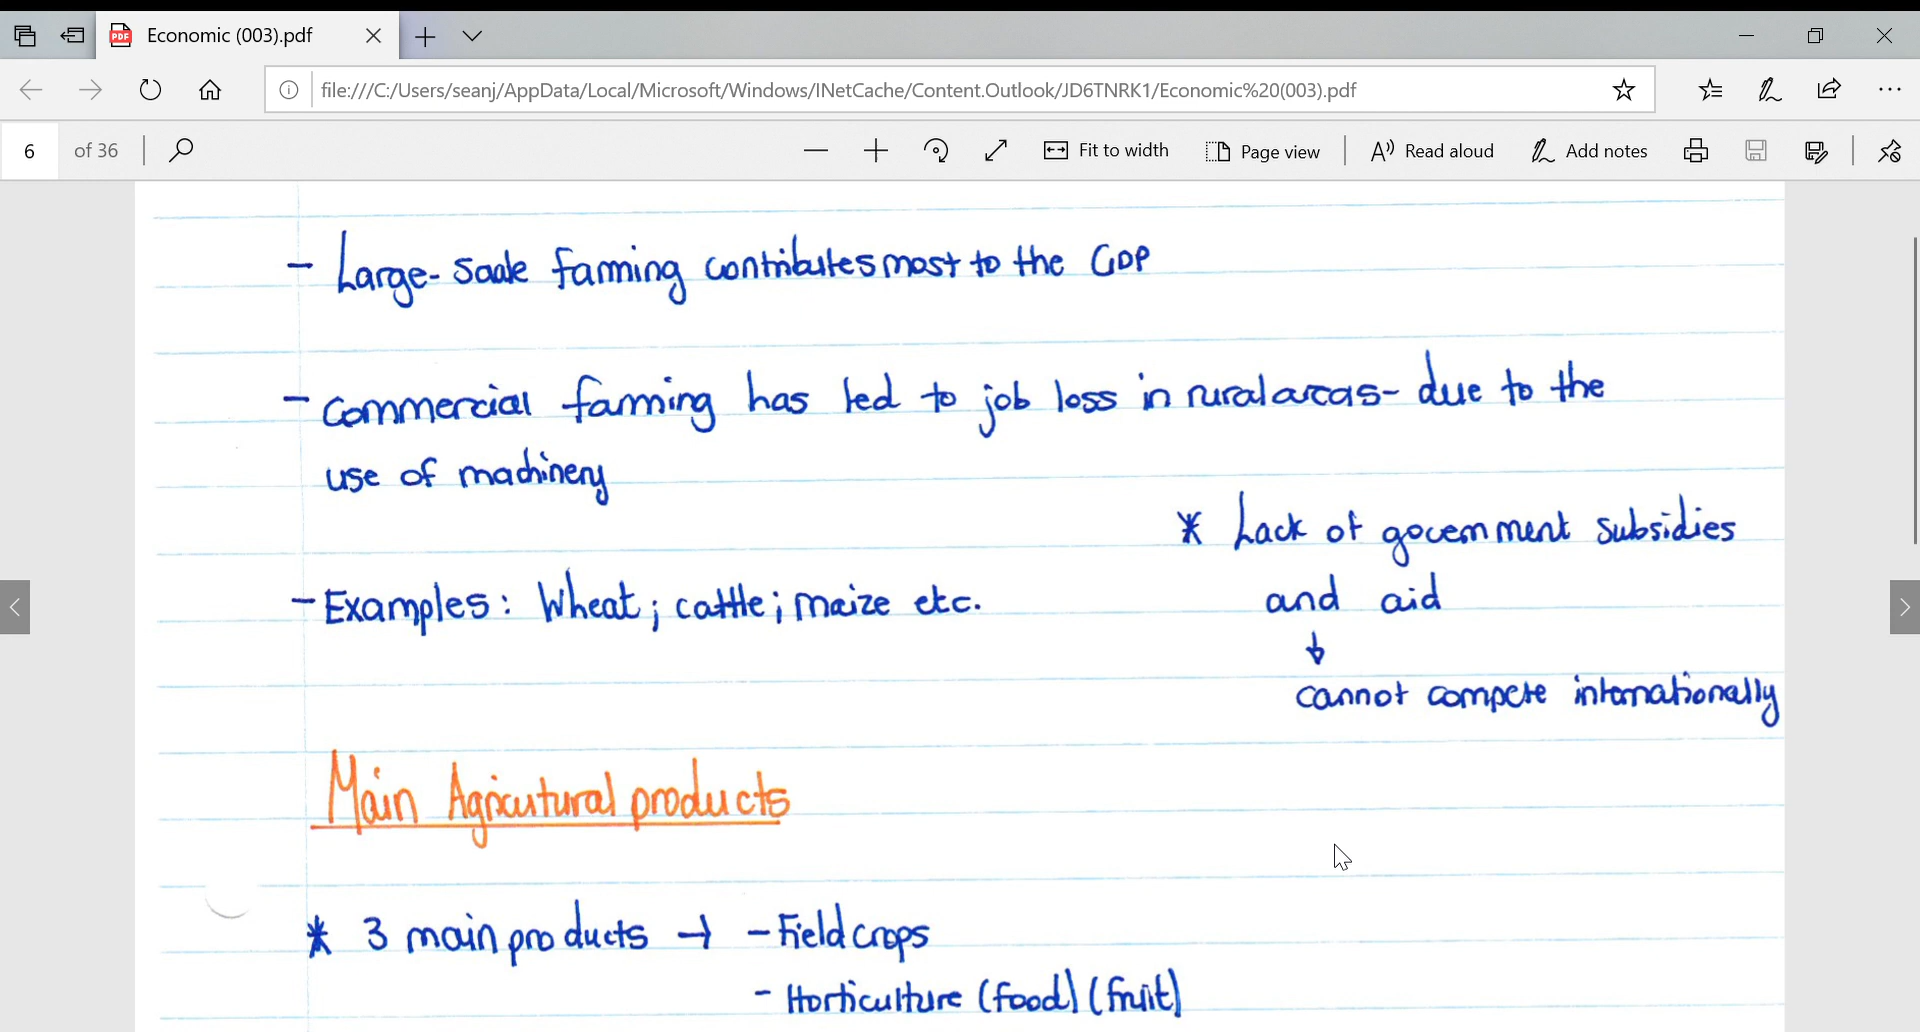 Economic (003).pdf
file:///C:/Users/seanj/AppData/Local/Microsoft/Windows/INetCache/Content.Outlook/JD6TNRK1/Economic%20(003).pdf
6 of 36 Fit to width Page view Read aloud Add notes
- Large-scale farming contributes most to the GDP
- Commercial farming has led to job loss in rural areas - due to the
use of machinery
* Lack of government subsidies
and aid
↓
cannot compete internationally
- Examples: Wheat; cattle; maize etc.
Main Agricutural products
* 3 main products → - Field crops
- Horticulture (food) (fruit)